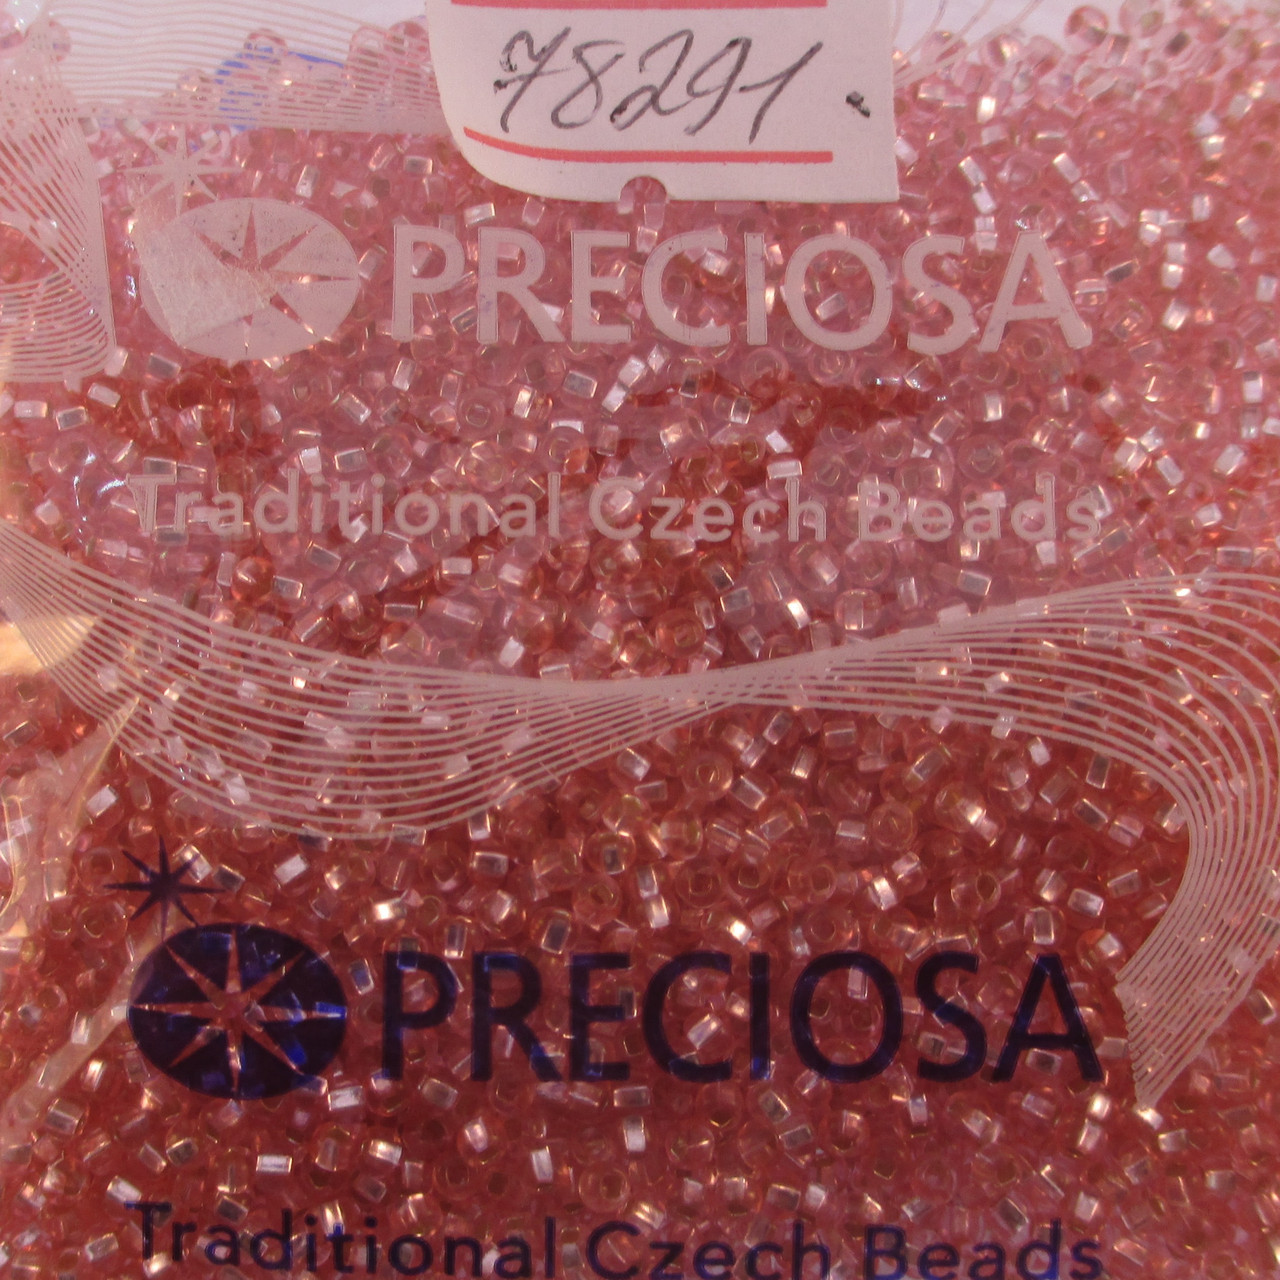 78291.
PRECIOSA
Traditional Czech Beads
PRECIOSA
Traditional Czech Beads